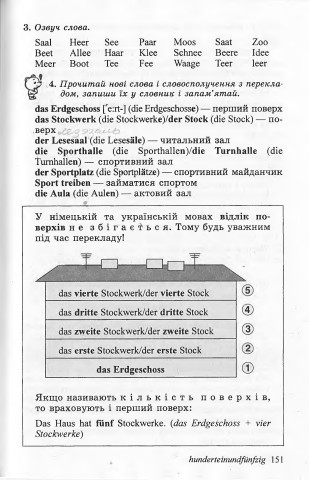 3. Озвуч слова.
Saal Heer See Paar Moos Saat Zoo
Beet Allee Haar Klee Schnee Beere Idee
Meer Boot Tee Fee Waage Teer leer
4. Прочитай нові слова і словосполучення з перекла-
дом, запиши їх у словник і запам'ятай.
das Erdgeschoss ['e:rt-] (die Erdgeschosse) — перший поверх
das Stockwerk (die Stockwerke)/der Stock (die Stock) — по-
верх
der Lesesaal (die Lesesäle) — читальний зал
die Sporthalle (die Sporthallen)/die Turnhalle (die
Turnhallen) — спортивний зал
der Sportplatz (die Sportplätze) — спортивний майданчик
Sport treiben — займатися спортом
die Aula (die Aulen) — актовий зал
У німецькій та українській мовах відлік по-
верхів не збігається. Тому будь уважним
під час перекладу!
das vierte Stockwerk/der vierte Stock 5
das dritte Stockwerk/der dritte Stock 4
das zweite Stockwerk/der zweite Stock 3
das erste Stockwerk/der erste Stock 2
das Erdgeschoss 1
Якщо називають кількість поверхів,
то враховують і перший поверх:
Das Haus hat fünf Stockwerke. (das Erdgeschoss + vier
Stockwerke)
hunderteinundfünfzig 151